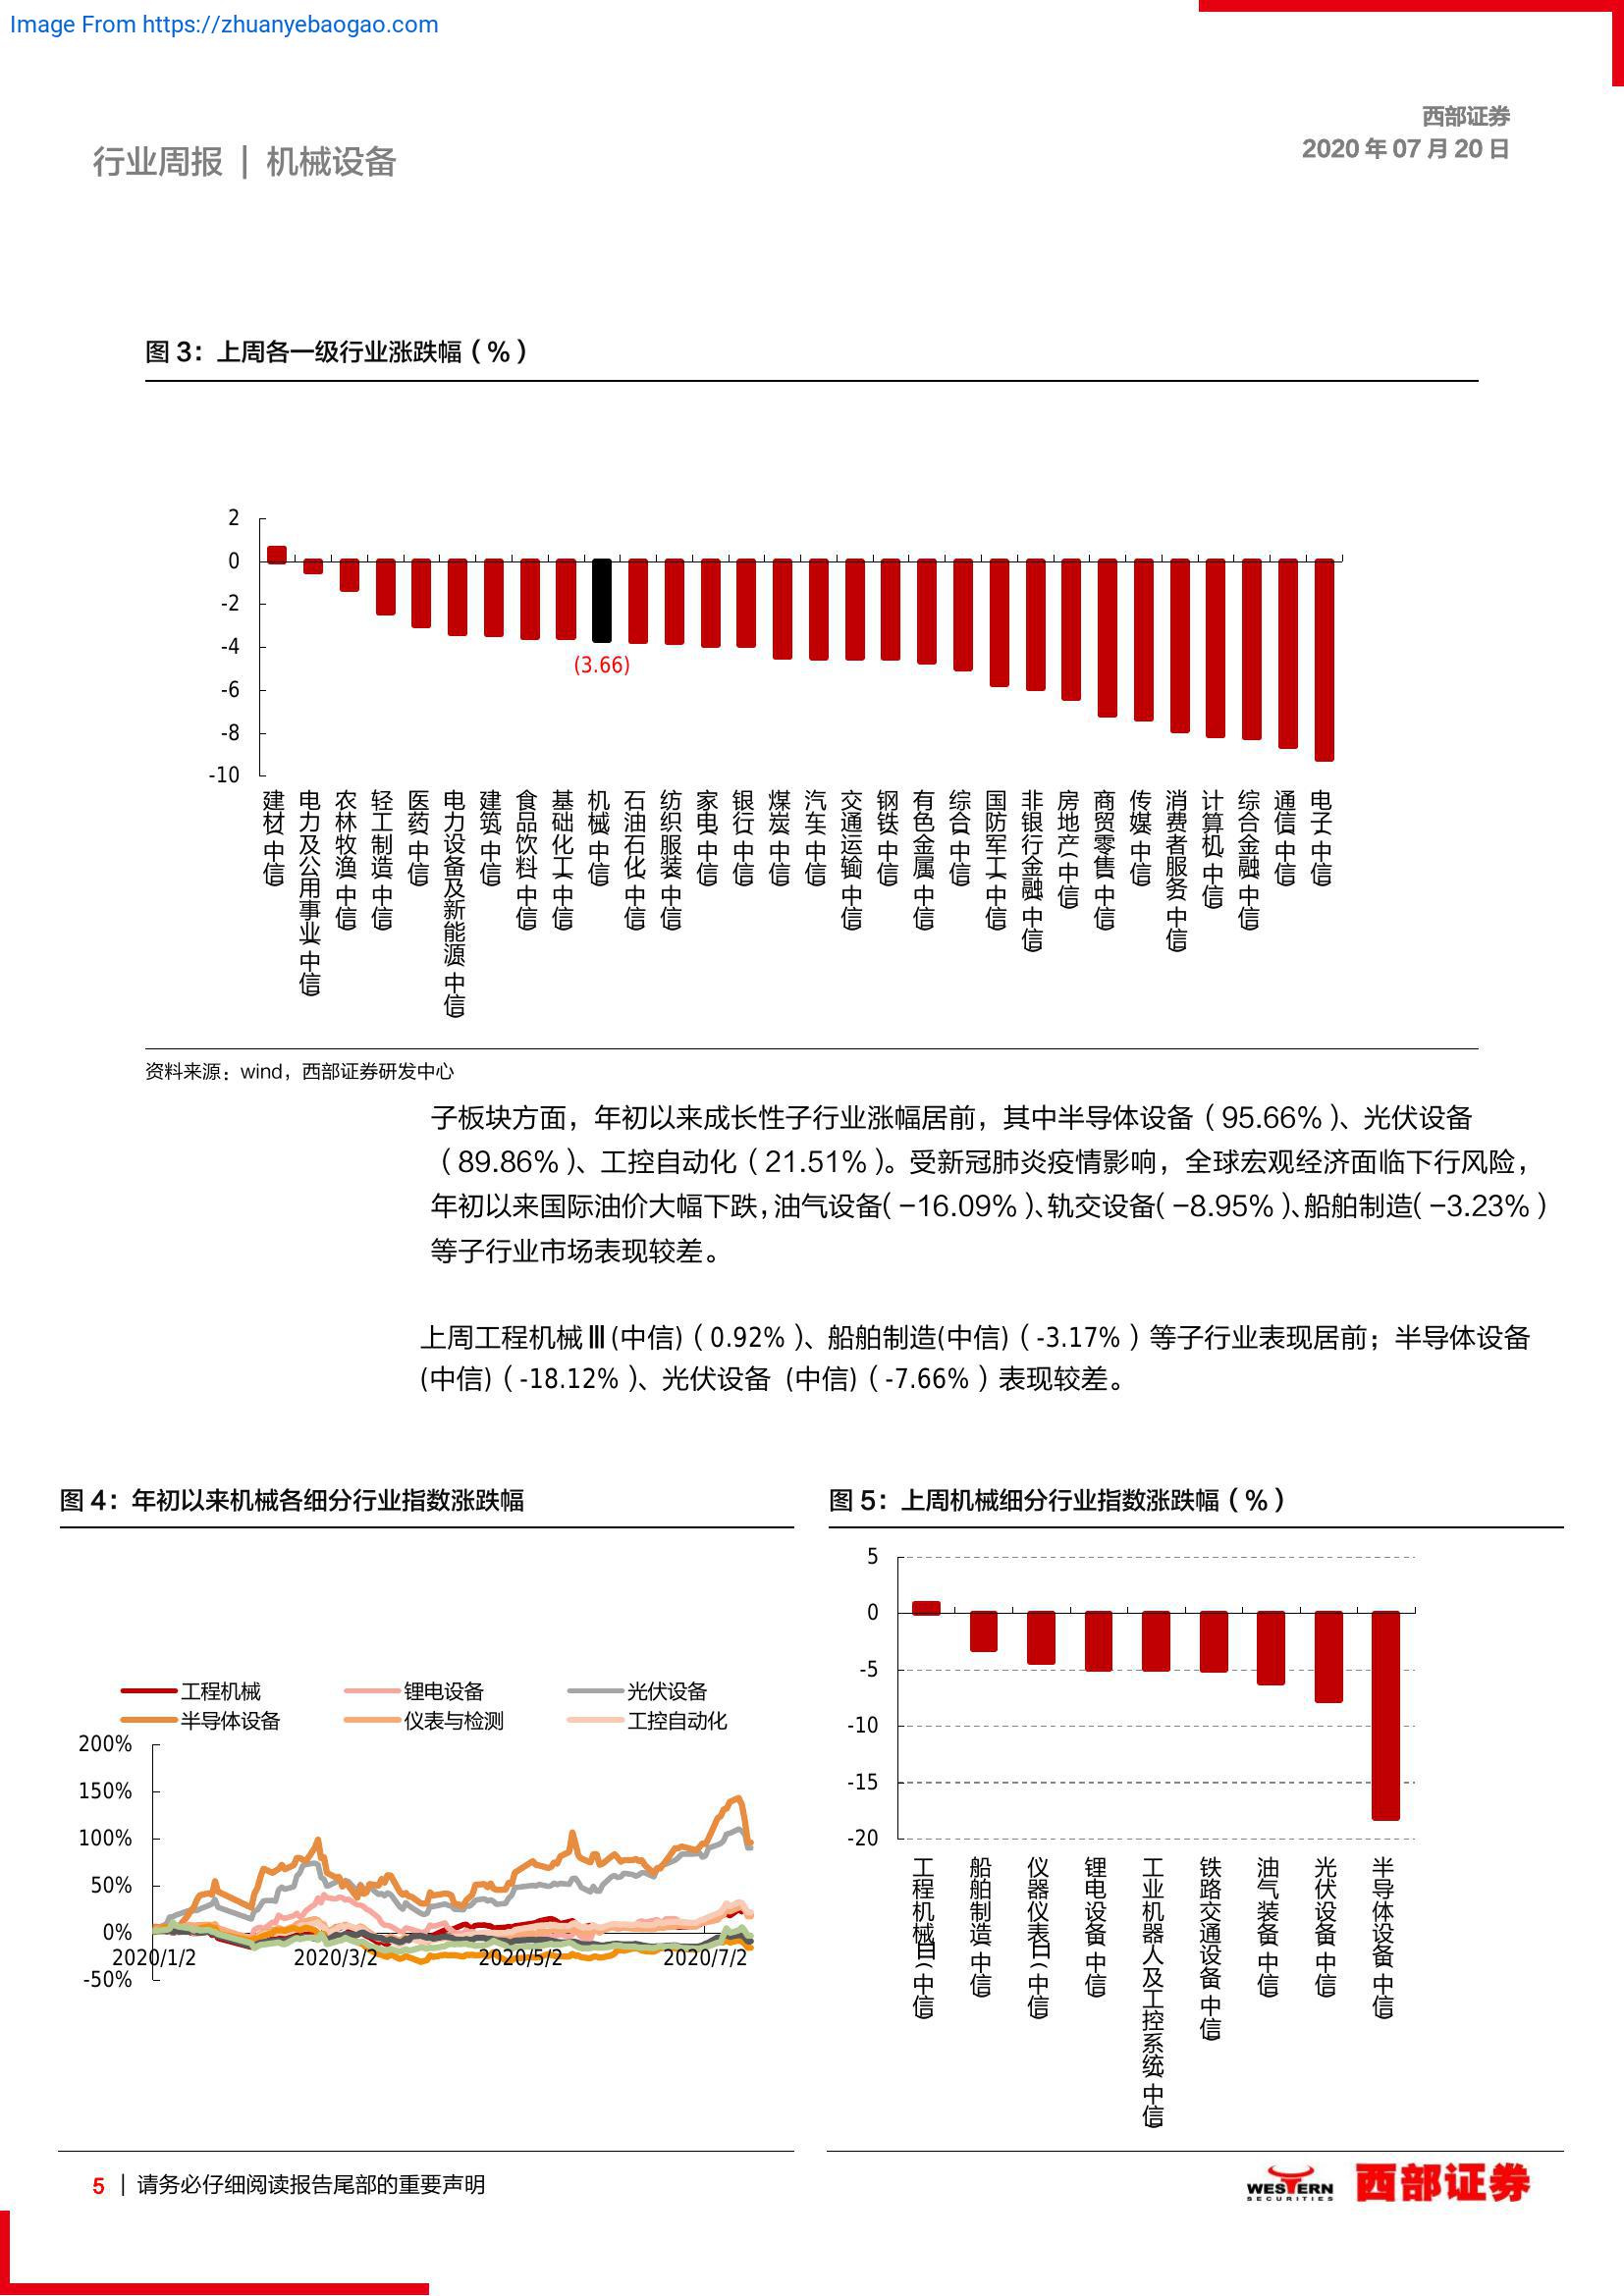 Image From https://zhuanyebaogao.com
西部证券
2020 年 07 月 20 日
行业周报 | 机械设备
图 3：上周各一级行业涨跌幅（%）
2
0
-2
-4
-6
-8
-10
(3.66)
建材(中信)
电力及公用事业(中信)
农林牧渔(中信)
轻工制造(中信)
医药(中信)
电力设备及新能源(中信)
建筑(中信)
食品饮料(中信)
基础化工(中信)
机械(中信)
石油石化(中信)
纺织服装(中信)
家电(中信)
银行(中信)
煤炭(中信)
汽车(中信)
交通运输(中信)
钢铁(中信)
有色金属(中信)
综合(中信)
国防军工(中信)
非银行金融(中信)
房地产(中信)
商贸零售(中信)
传媒(中信)
消费者服务(中信)
计算机(中信)
综合金融(中信)
通信(中信)
电子(中信)
资料来源：wind，西部证券研发中心
子板块方面，年初以来成长性子行业涨幅居前，其中半导体设备（95.66%）、光伏设备
（89.86%）、工控自动化（21.51%）。受新冠肺炎疫情影响，全球宏观经济面临下行风险，
年初以来国际油价大幅下跌，油气设备（-16.09%）、轨交设备（-8.95%）、船舶制造（-3.23%）
等子行业市场表现较差。
上周工程机械Ⅲ(中信)（0.92%）、船舶制造(中信)（-3.17%）等子行业表现居前；半导体设备
(中信)（-18.12%）、光伏设备 (中信)（-7.66%）表现较差。
图 4：年初以来机械各细分行业指数涨跌幅
工程机械 锂电设备 光伏设备
半导体设备 仪表与检测 工控自动化
200%
150%
100%
50%
0%
-50%
2020/1/2 2020/3/2 2020/5/2 2020/7/2
图 5：上周机械细分行业指数涨跌幅（%）
5
0
-5
-10
-15
-20
工程机械Ⅲ(中信)
船舶制造(中信)
仪器仪表Ⅲ(中信)
锂电设备(中信)
工业机器人及工控系统(中信)
铁路交通设备(中信)
油气装备(中信)
光伏设备(中信)
半导体设备(中信)
5 | 请务必仔细阅读报告尾部的重要声明
WESTERN
SECURITIES
西部证券